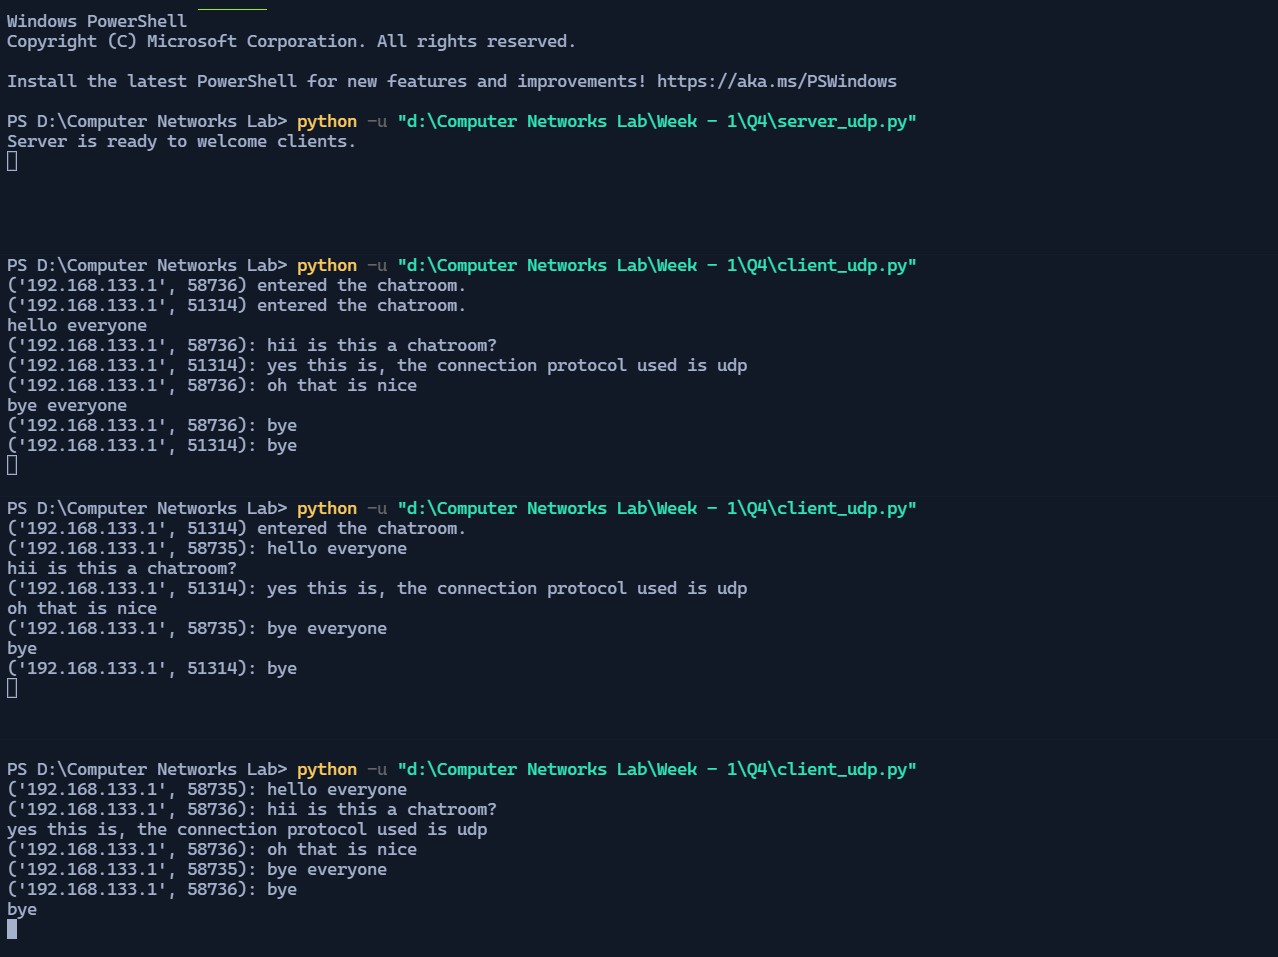 Windows PowerShell
Copyright (C) Microsoft Corporation. All rights reserved.
Install the latest PowerShell for new features and improvements! https://aka.ms/PSWindows
PS D:\Computer Networks Lab> python -u "d:\Computer Networks Lab\Week - 1\Q4\server_udp.py"
Server is ready to welcome clients.
PS D:\Computer Networks Lab> python -u "d:\Computer Networks Lab\Week - 1\Q4\client_udp.py"
('192.168.133.1', 58736) entered the chatroom.
('192.168.133.1', 51314) entered the chatroom.
hello everyone
('192.168.133.1', 58736): hii is this a chatroom?
('192.168.133.1', 51314): yes this is, the connection protocol used is udp
('192.168.133.1', 58736): oh that is nice
bye everyone
('192.168.133.1', 58736): bye
('192.168.133.1', 51314): bye
PS D:\Computer Networks Lab> python -u "d:\Computer Networks Lab\Week - 1\Q4\client_udp.py"
('192.168.133.1', 51314) entered the chatroom.
('192.168.133.1', 58735): hello everyone
hii is this a chatroom?
('192.168.133.1', 51314): yes this is, the connection protocol used is udp
oh that is nice
('192.168.133.1', 58735): bye everyone
bye
('192.168.133.1', 51314): bye
PS D:\Computer Networks Lab> python -u "d:\Computer Networks Lab\Week - 1\Q4\client_udp.py"
('192.168.133.1', 58735): hello everyone
('192.168.133.1', 58736): hii is this a chatroom?
yes this is, the connection protocol used is udp
('192.168.133.1', 58736): oh that is nice
('192.168.133.1', 58735): bye everyone
('192.168.133.1', 58736): bye
bye